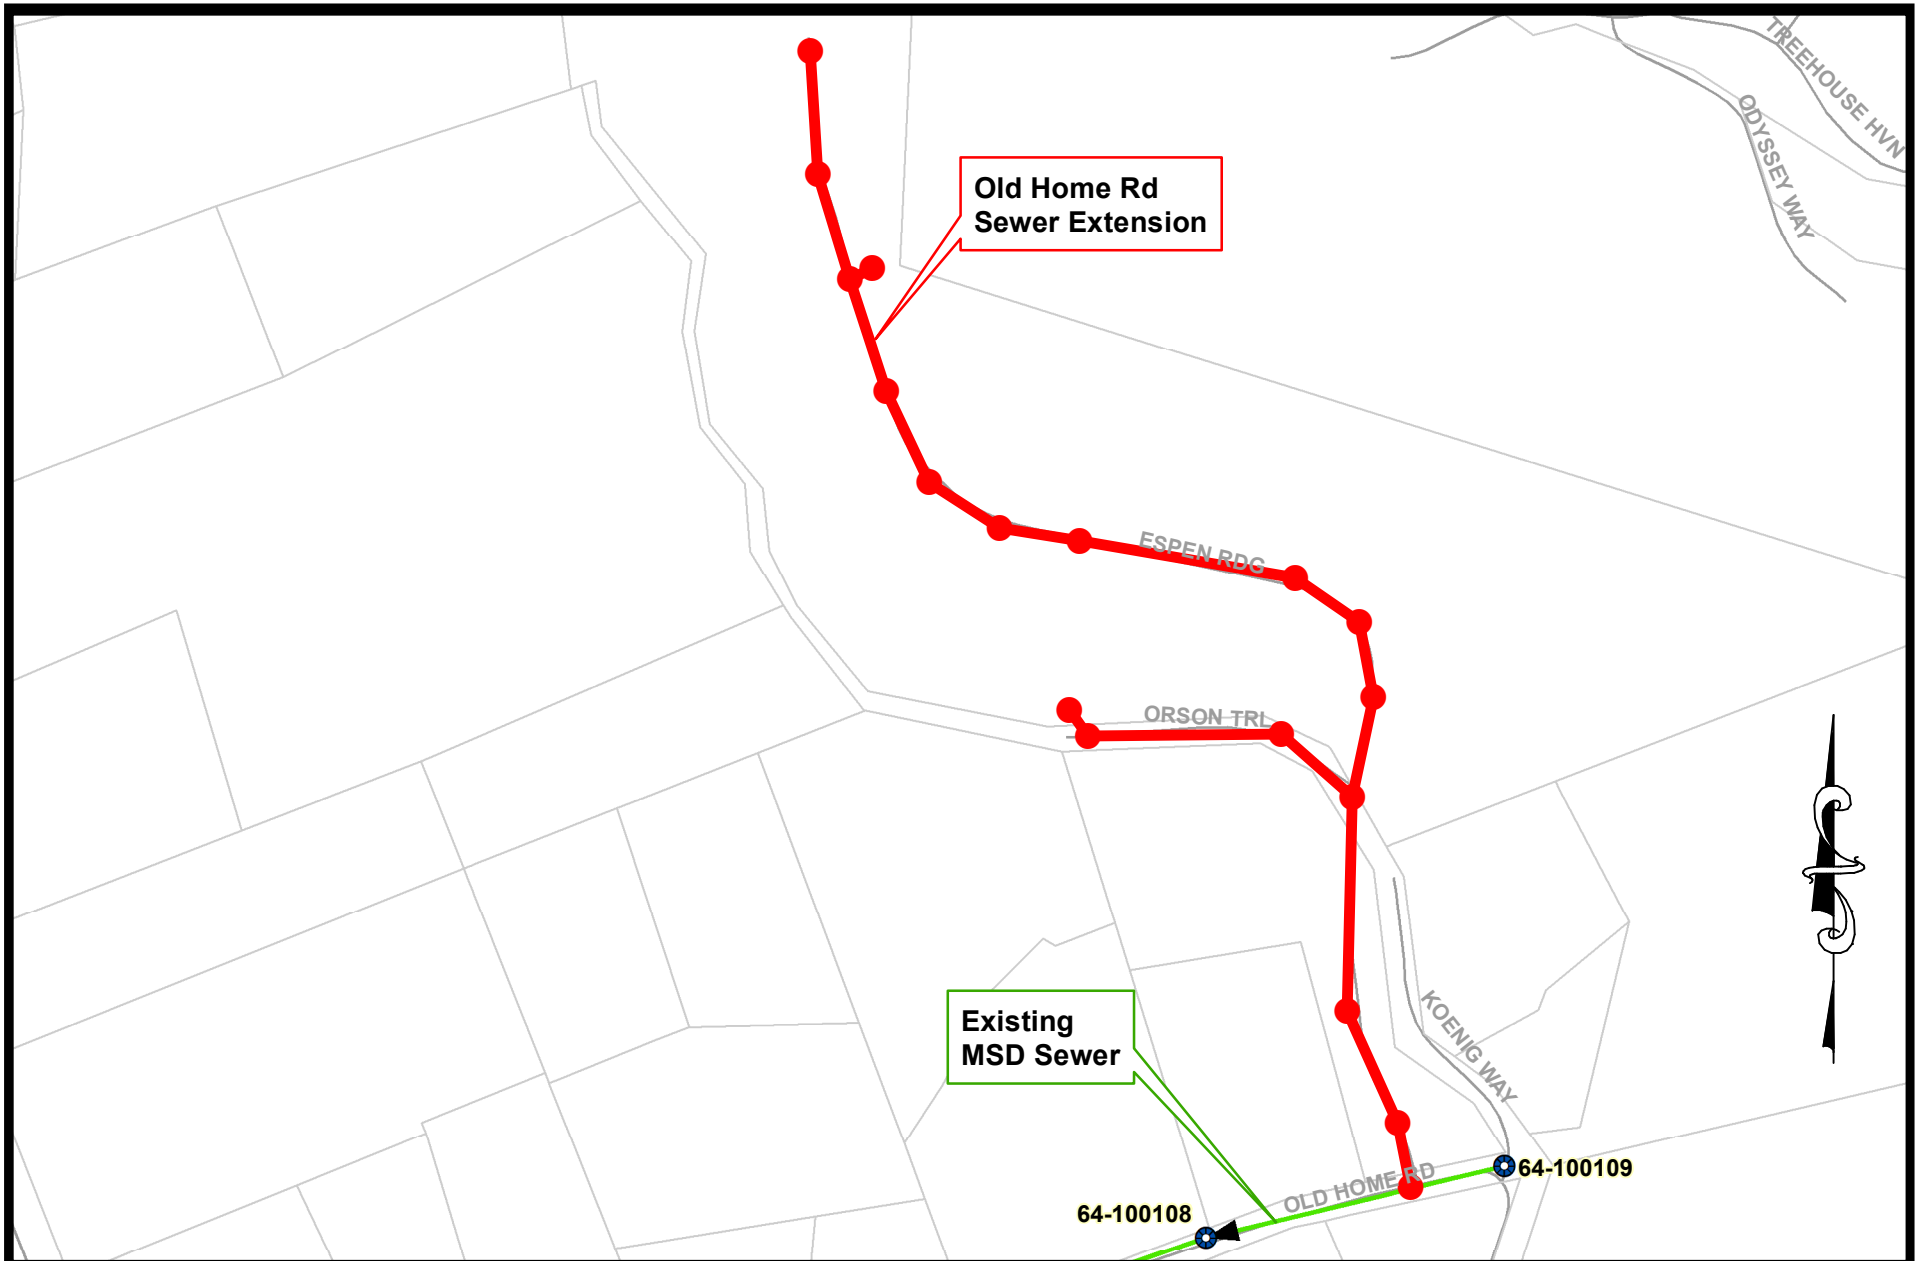 TREEHOUSE HVN
ODYSSEY WAY
Old Home Rd
Sewer Extension
ESPEN RDG
ORSON TRL
KOENIG WAY
Existing
MSD Sewer
OLD HOME RD
64-100109
64-100108